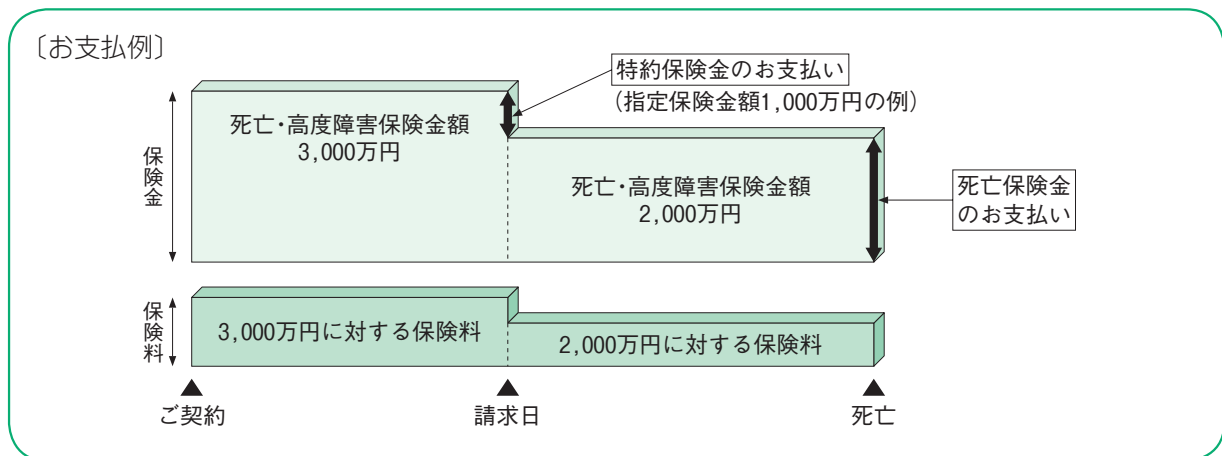 〔お支払例〕
特約保険金のお支払い
（指定保険金額1,000万円の例）
死亡・高度障害保険金額
3,000万円
保険金
死亡・高度障害保険金額
2,000万円
死亡保険金
のお支払い
保険料
3,000万円に対する保険料
2,000万円に対する保険料
ご契約
請求日
死亡